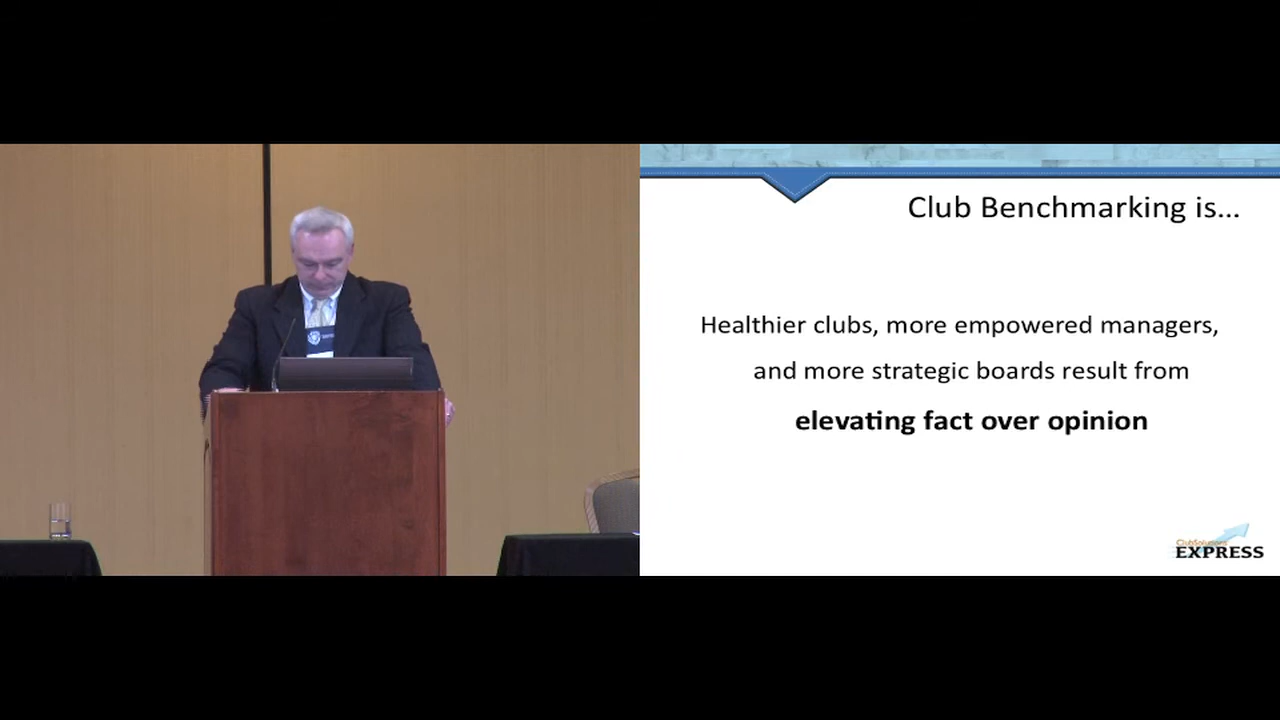 Club Benchmarking is...
Healthier clubs, more empowered managers,
and more strategic boards result from
elevating fact over opinion
ClubSolutions
EXPRESS